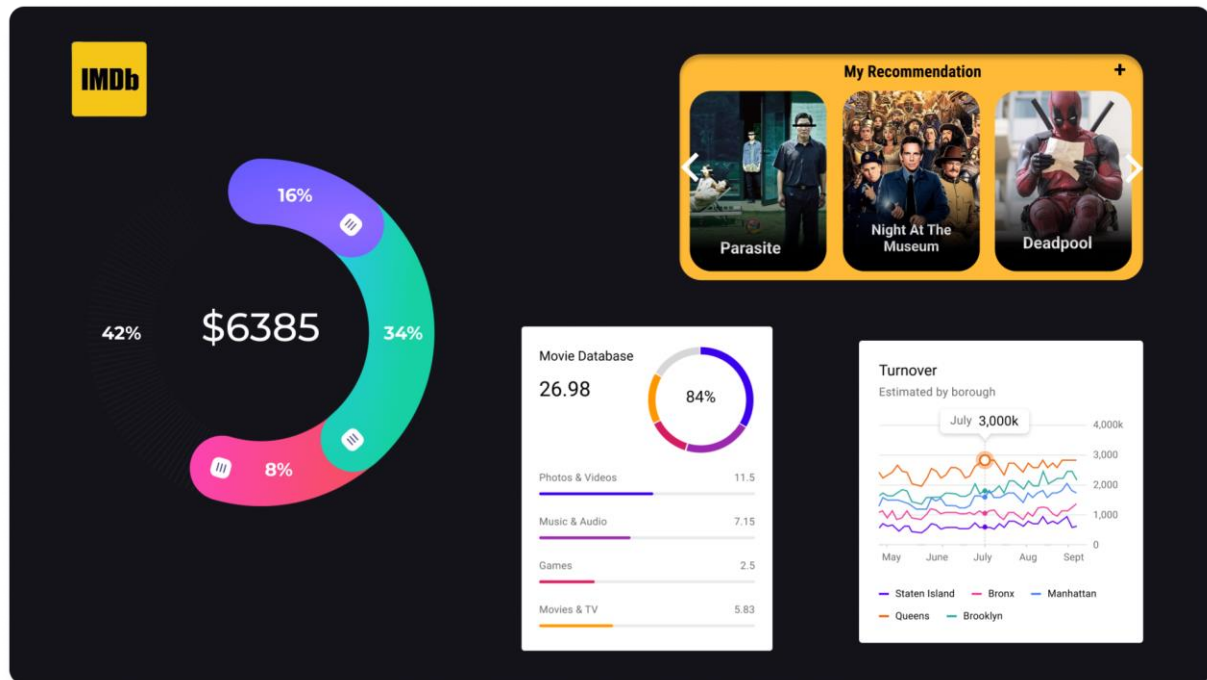 IMDb
My Recommendation +
Parasite
Night At The
Museum
Deadpool
16%
42%
$6385
34%
8%
Movie Database
26.98
84%
Photos & Videos 11.5
Music & Audio 7.15
Games 2.5
Movies & TV 5.83
Turnover
Estimated by borough
July 3,000k
4,000k
3,000
2,000
1,000
0
May June July Aug Sept
Staten Island Bronx Manhattan
Queens Brooklyn